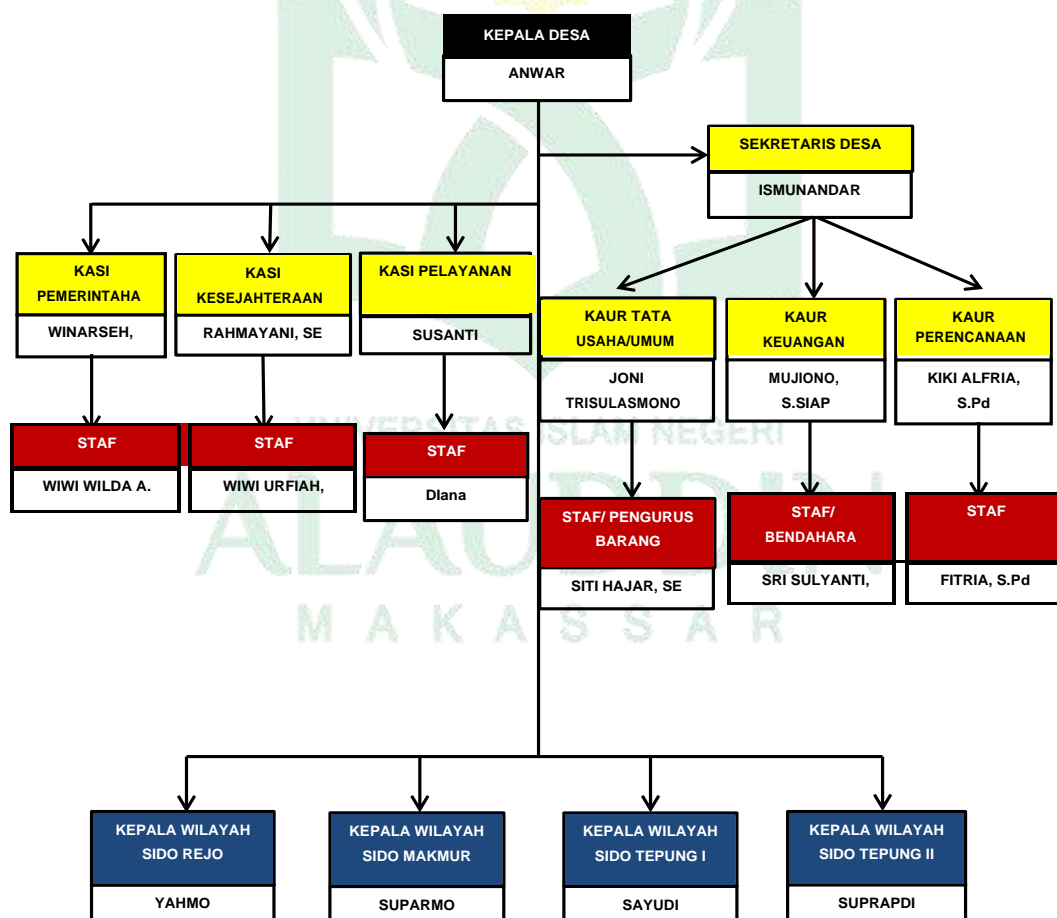 KEPALA DESA
ANWAR
SEKRETARIS DESA
ISMUNANDAR
KASI
PEMERINTAHA
WINARSEH,
KASI
KESEJAHTERAAN
RAHMAYANI, SE
KASI PELAYANAN
SUSANTI
KAUR TATA
USAHA/UMUM
JONI
TRISULASMONO
KAUR
KEUANGAN
MUJIONO,
S.SIAP
KAUR
PERENCANAAN
KIKI ALFRIA,
S.Pd
STAF
WIWI WILDA A.
STAF
WIWI URFIAH,
STAF
DIana
STAF/ PENGURUS
BARANG
SITI HAJAR, SE
STAF/
BENDAHARA
SRI SULYANTI,
STAF
FITRIA, S.Pd
UNIVERSITAS ISLAM NEGERI
ALAUDDIN
MAKASSAR
KEPALA WILAYAH
SIDO REJO
YAHMO
KEPALA WILAYAH
SIDO MAKMUR
SUPARMO
KEPALA WILAYAH
SIDO TEPUNG I
SAYUDI
KEPALA WILAYAH
SIDO TEPUNG II
SUPRAPDI